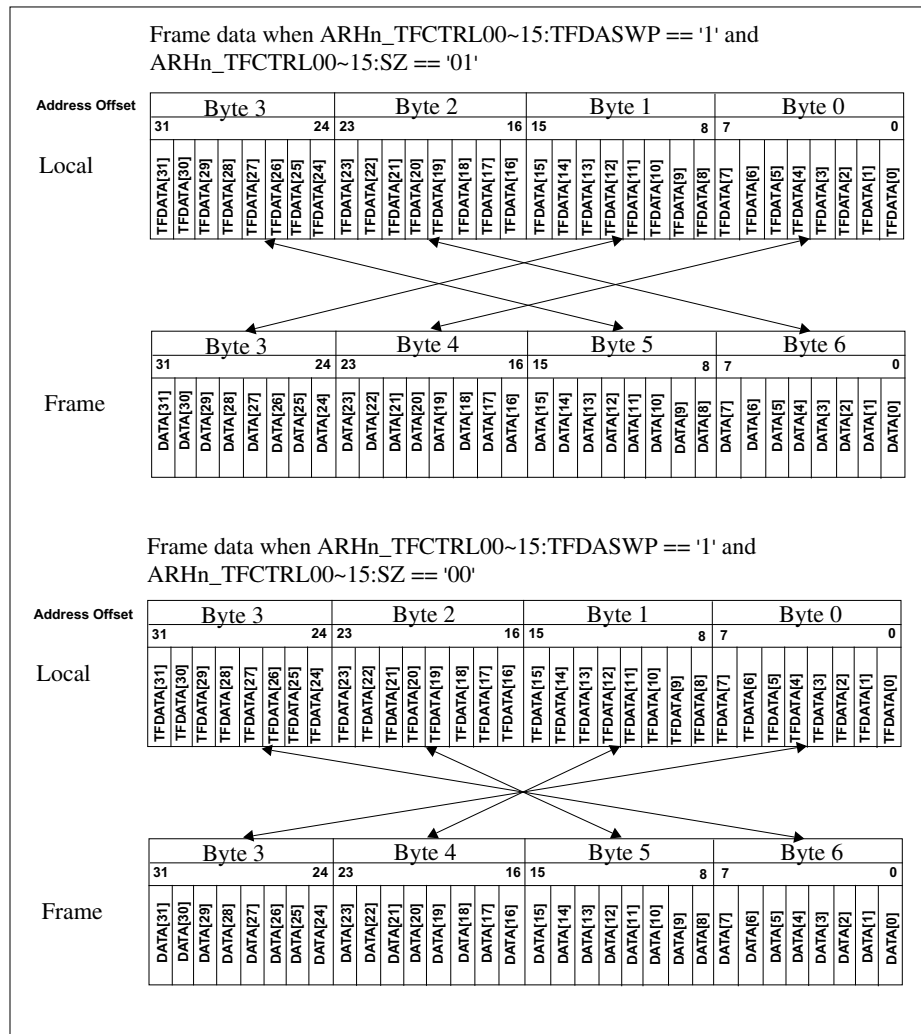 Frame data when ARHn_TFCTRL00~15:TFDASWP == '1' and
ARHn_TFCTRL00~15:SZ == '01'
Address Offset Byte 3 Byte 2 Byte 1 Byte 0
31 24 23 16 15 8 7 0
Local
TFDATA[31] TFDATA[30] TFDATA[29] TFDATA[28] TFDATA[27] TFDATA[26] TFDATA[25] TFDATA[24] TFDATA[23] TFDATA[22] TFDATA[21] TFDATA[20] TFDATA[19] TFDATA[18] TFDATA[17] TFDATA[16] TFDATA[15] TFDATA[14] TFDATA[13] TFDATA[12] TFDATA[11] TFDATA[10] TFDATA[9] TFDATA[8] TFDATA[7] TFDATA[6] TFDATA[5] TFDATA[4] TFDATA[3] TFDATA[2] TFDATA[1] TFDATA[0]
Byte 3 Byte 4 Byte 5 Byte 6
31 24 23 16 15 8 7 0
Frame
DATA[31] DATA[30] DATA[29] DATA[28] DATA[27] DATA[26] DATA[25] DATA[24] DATA[23] DATA[22] DATA[21] DATA[20] DATA[19] DATA[18] DATA[17] DATA[16] DATA[15] DATA[14] DATA[13] DATA[12] DATA[11] DATA[10] DATA[9] DATA[8] DATA[7] DATA[6] DATA[5] DATA[4] DATA[3] DATA[2] DATA[1] DATA[0]
Frame data when ARHn_TFCTRL00~15:TFDASWP == '1' and
ARHn_TFCTRL00~15:SZ == '00'
Address Offset Byte 3 Byte 2 Byte 1 Byte 0
31 24 23 16 15 8 7 0
Local
TFDATA[31] TFDATA[30] TFDATA[29] TFDATA[28] TFDATA[27] TFDATA[26] TFDATA[25] TFDATA[24] TFDATA[23] TFDATA[22] TFDATA[21] TFDATA[20] TFDATA[19] TFDATA[18] TFDATA[17] TFDATA[16] TFDATA[15] TFDATA[14] TFDATA[13] TFDATA[12] TFDATA[11] TFDATA[10] TFDATA[9] TFDATA[8] TFDATA[7] TFDATA[6] TFDATA[5] TFDATA[4] TFDATA[3] TFDATA[2] TFDATA[1] TFDATA[0]
Byte 3 Byte 4 Byte 5 Byte 6
31 24 23 16 15 8 7 0
Frame
DATA[31] DATA[30] DATA[29] DATA[28] DATA[27] DATA[26] DATA[25] DATA[24] DATA[23] DATA[22] DATA[21] DATA[20] DATA[19] DATA[18] DATA[17] DATA[16] DATA[15] DATA[14] DATA[13] DATA[12] DATA[11] DATA[10] DATA[9] DATA[8] DATA[7] DATA[6] DATA[5] DATA[4] DATA[3] DATA[2] DATA[1] DATA[0]